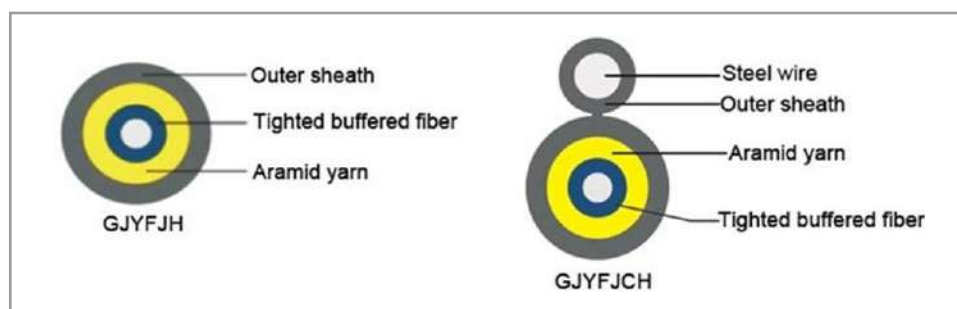 Outer sheath
Tighted buffered fiber
Aramid yarn
GJYFJH
Steel wire
Outer sheath
Aramid yarn
Tighted buffered fiber
GJYFJCH